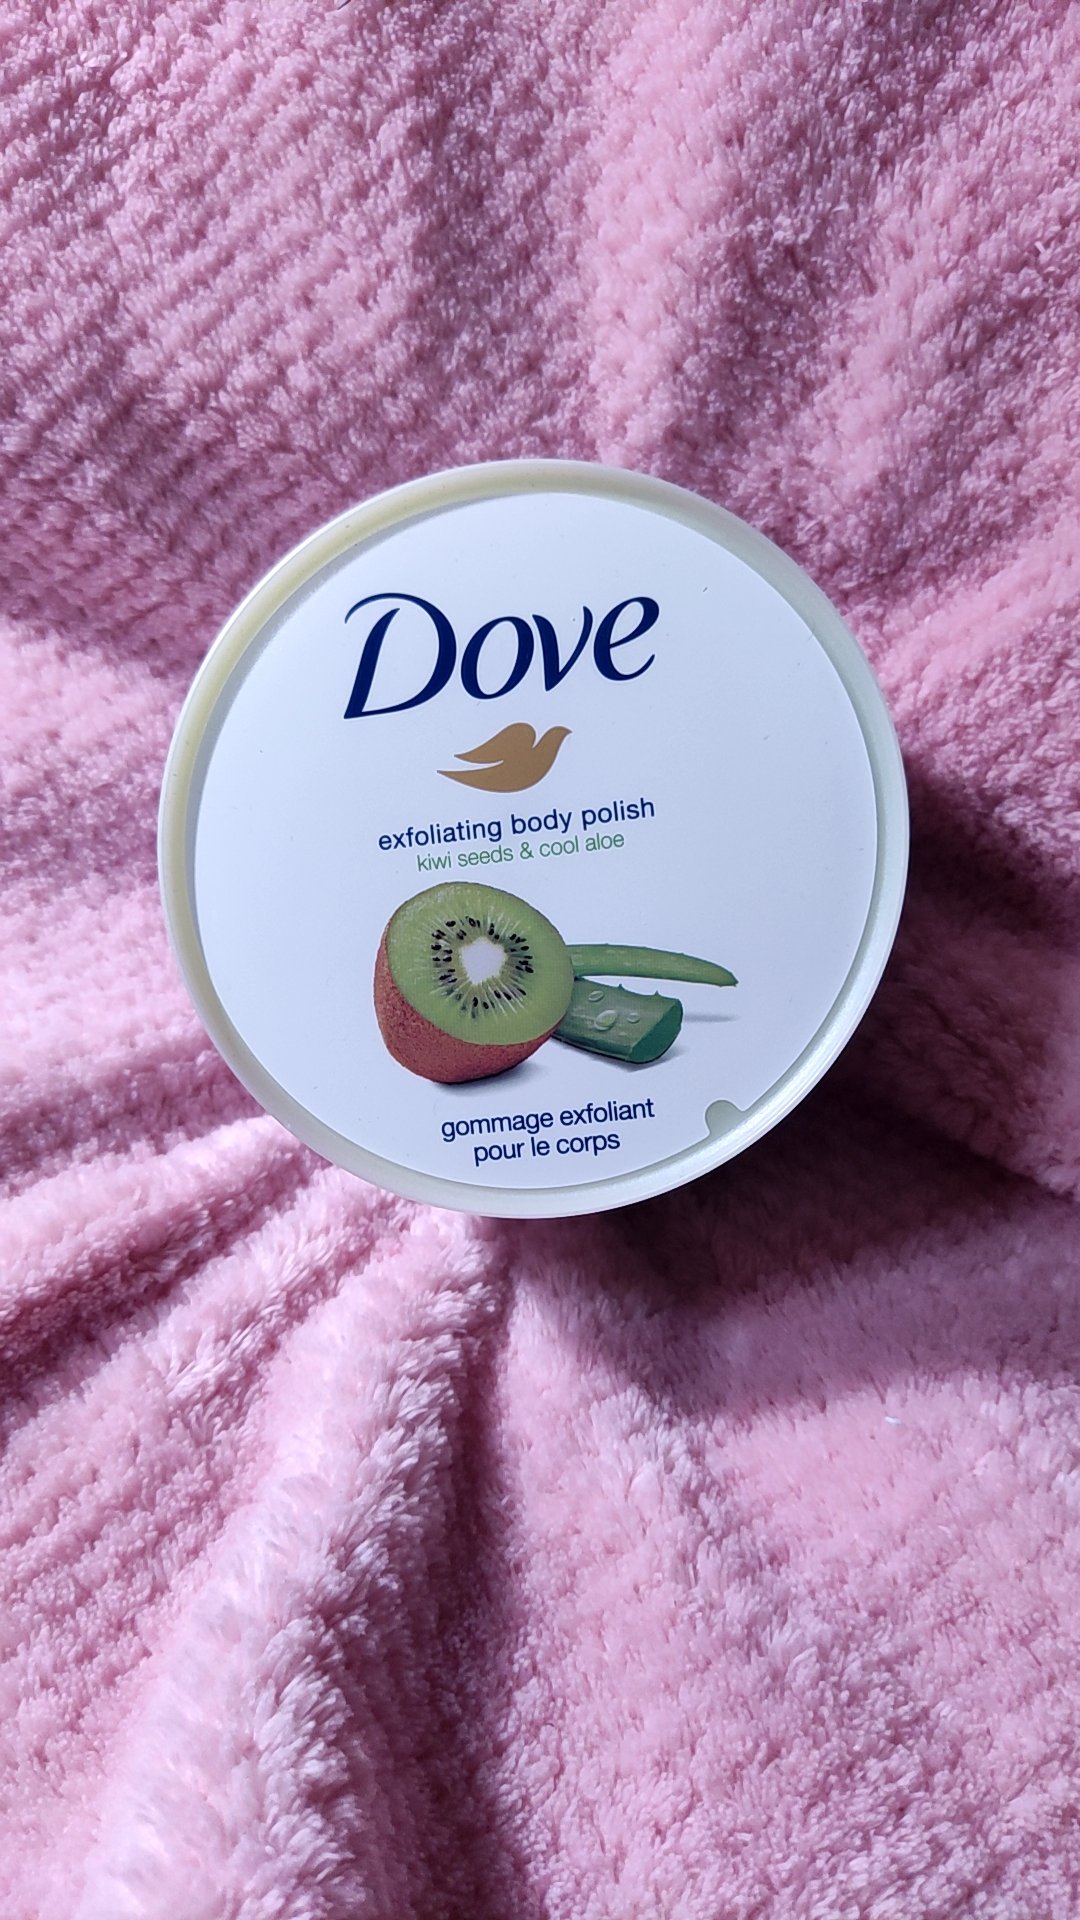 Dove
exfoliating body polish
kiwi seeds & cool aloe
gommage exfoliant
pour le corps